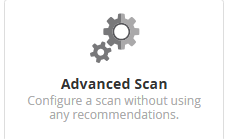 Advanced Scan
Configure a scan without using
any recommendations.